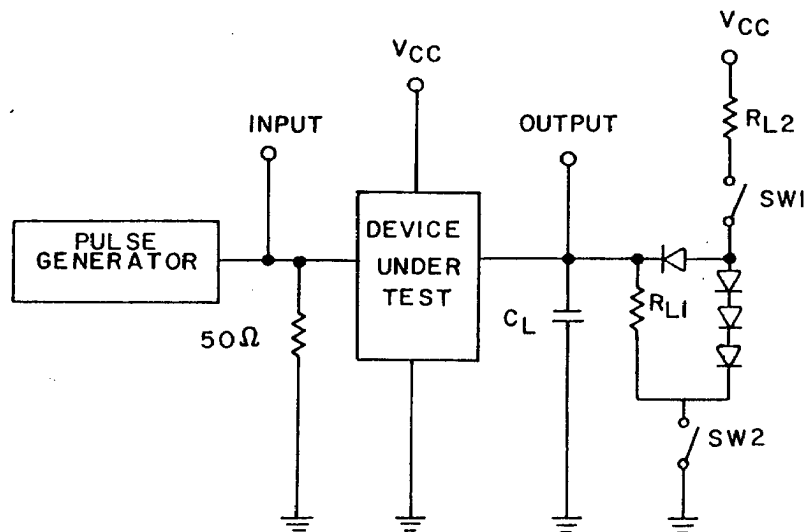 VCC
VCC
RL2
INPUT
OUTPUT
SW1
PULSE
GENERATOR
DEVICE
UNDER
TEST
50Ω
CL
RL1
SW2